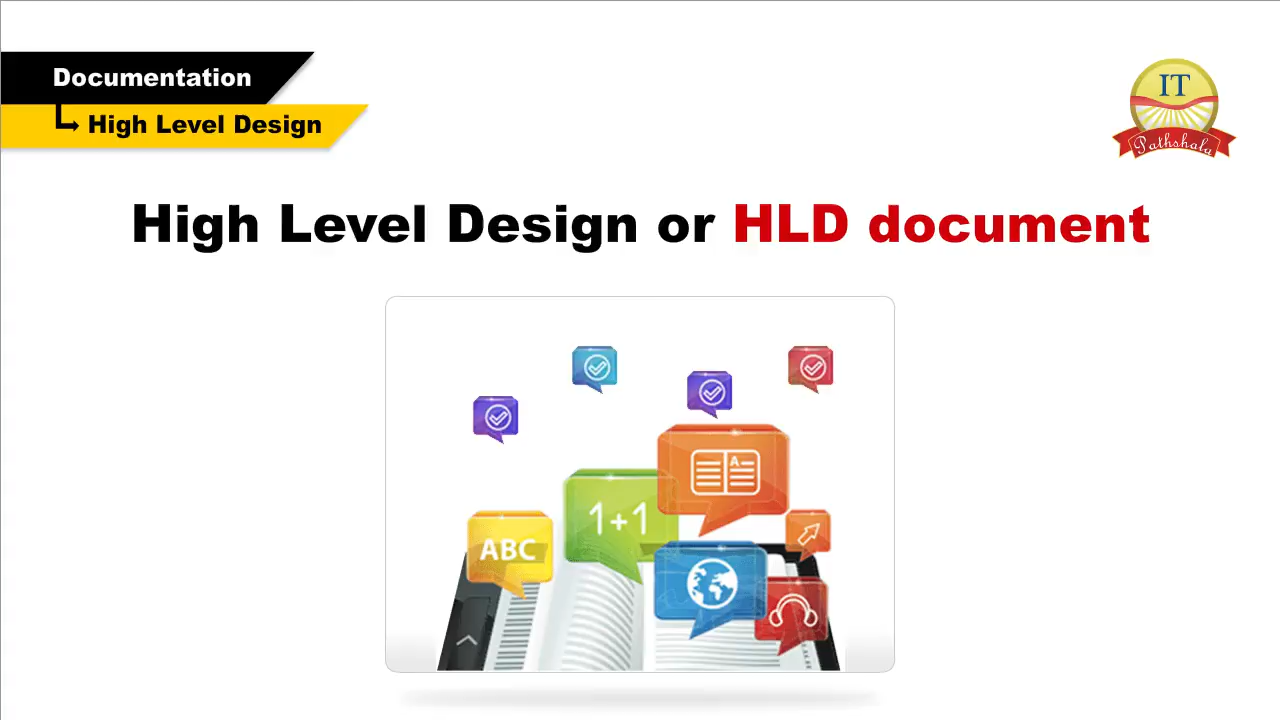 Documentation
High Level Design
IT
Pathshala
High Level Design or HLD document
ABC
1+1
A